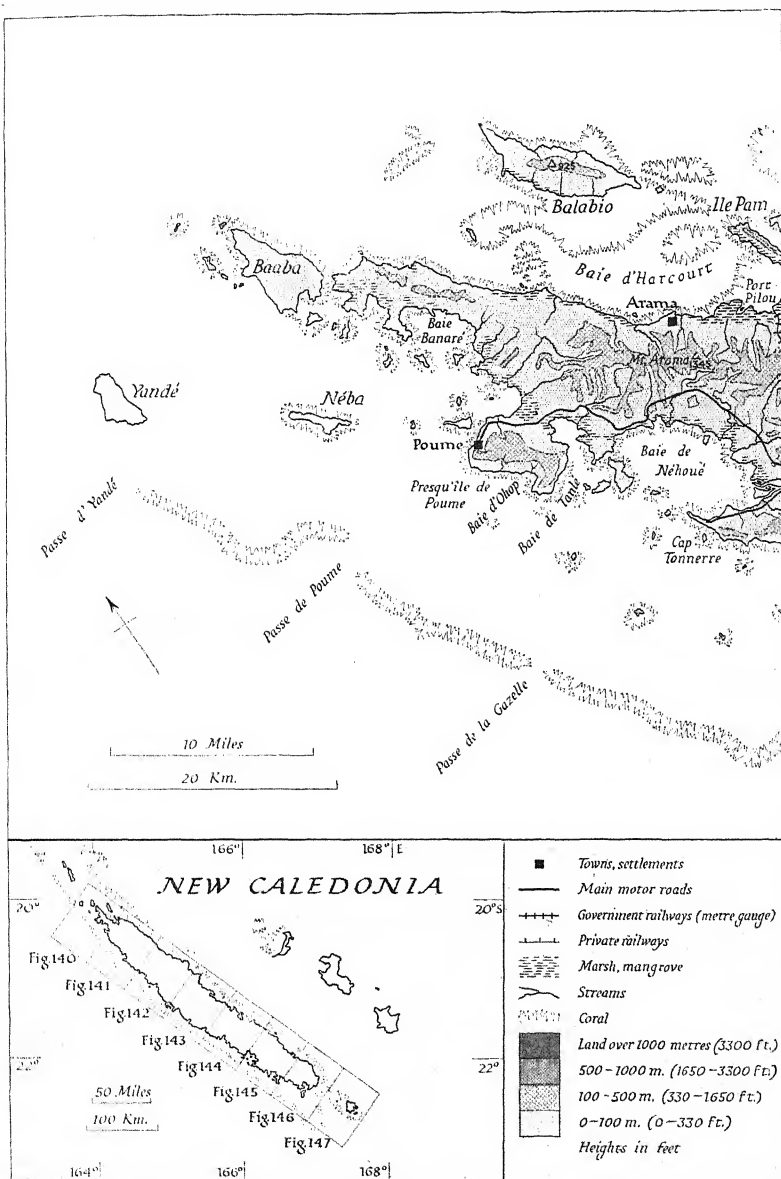 Δ925
Balabio
Ile Pam
Baaba
Baie d'Harcourt
Port
Pilou
Arama
Baie
Banaré
Mt Arama
Yandé
Néba
Poume
Baie de
Néhoué
Presqu'île de
Poume
Baie d'Ohop
Baie de Tanlé
Cap
Tonnerre
Passe d'Yandé
Passe de Poume
Passe de la Gazelle
10 Miles
20 Km.
166°
168° E
NEW CALEDONIA
20°
20°S
Fig.140
Fig.141
Fig.142
Fig.143
Fig.144
Fig.145
Fig.146
Fig.147
22°
22°
50 Miles
100 Km.
164°
166°
168°
Towns, settlements
Main motor roads
Government railways (metre gauge)
Private railways
Marsh, mangrove
Streams
Coral
Land over 1000 metres (3300 ft.)
500-1000 m. (1650-3300 ft.)
100-500 m. (330-1650 ft.)
0-100 m. (0-330 ft.)
Heights in feet